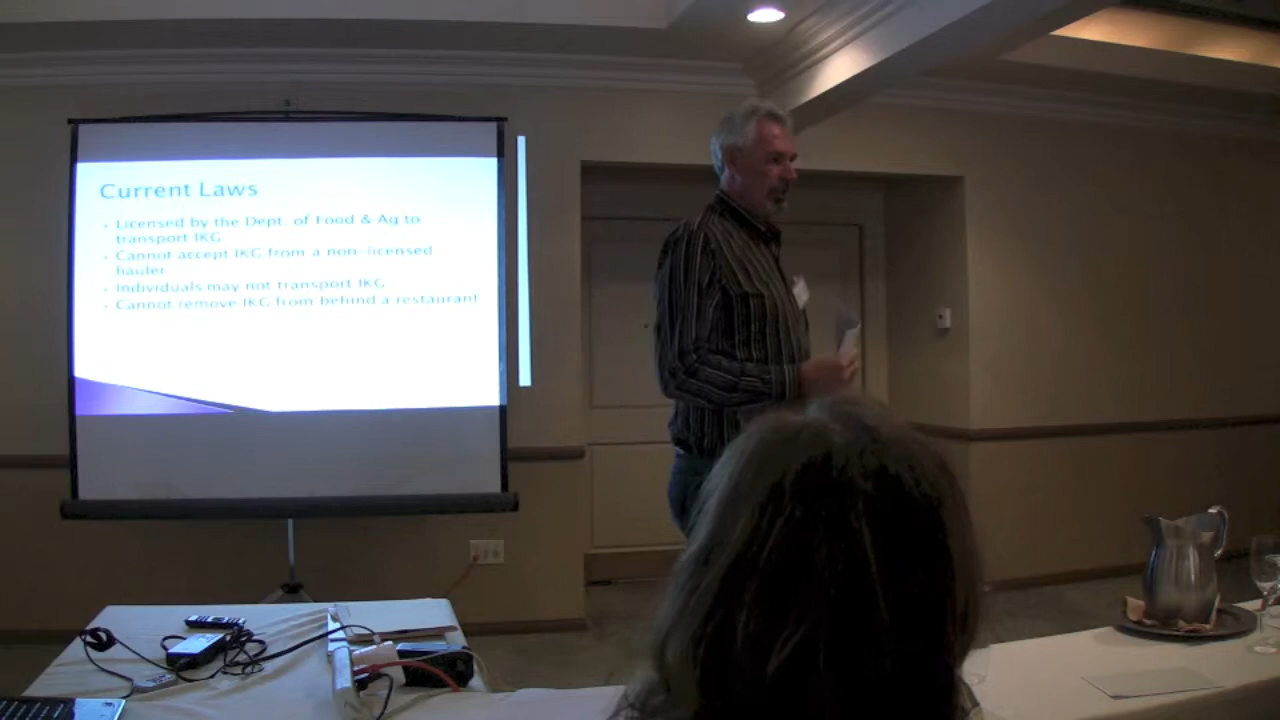 Current Laws
Licensed by the Dept. of Food & Ag to
transport IKG
Cannot accept IKG from a non-licensed
hauler
Individuals may not transport IKG
Cannot remove IKG from behind a restaurant